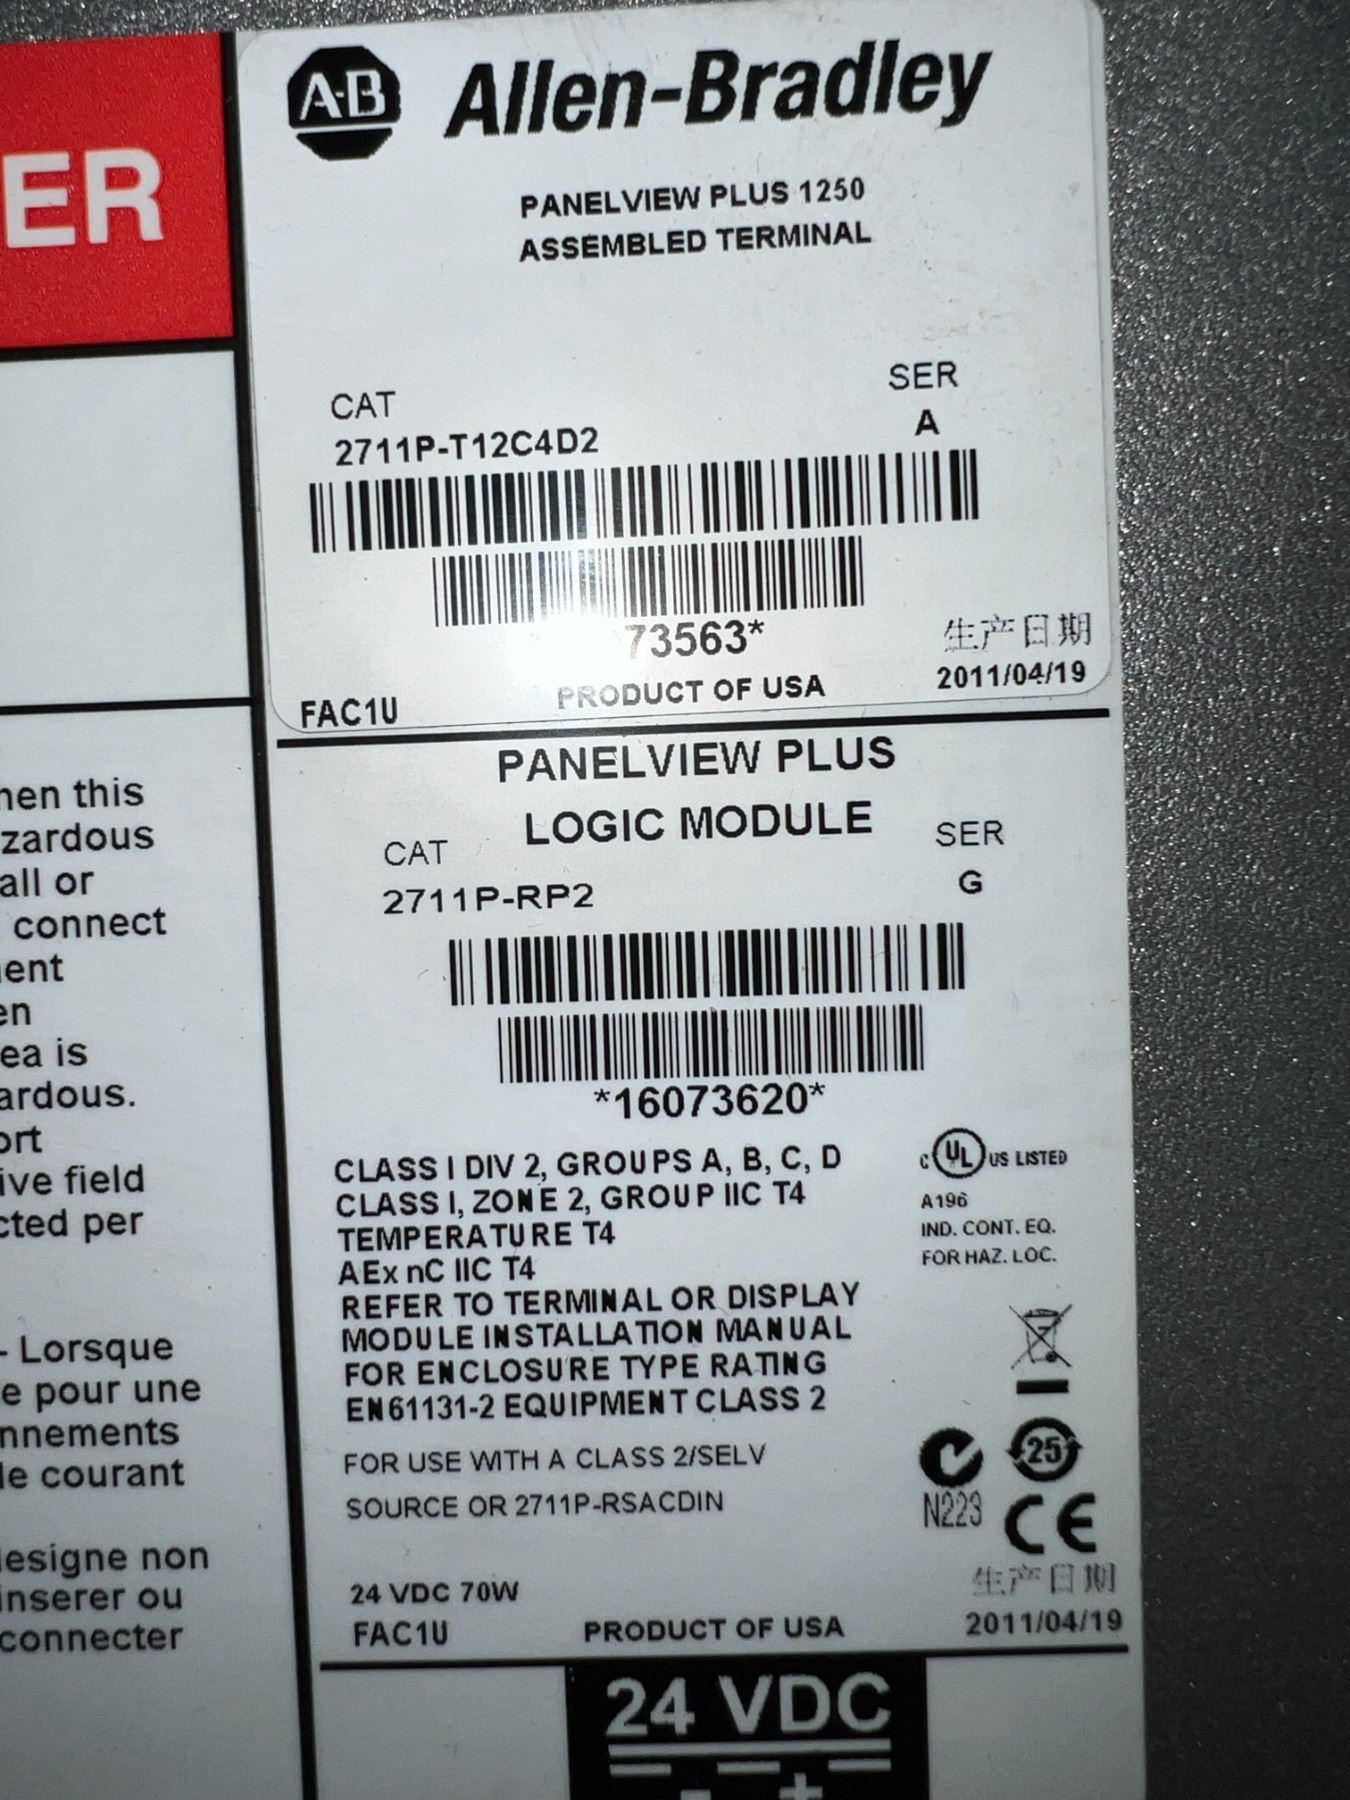 ER
A-B Allen-Bradley
PANELVIEW PLUS 1250
ASSEMBLED TERMINAL
CAT
SER
2711P-T12C4D2
A
73563*
生产日期
2011/04/19
FAC1U
PRODUCT OF USA
PANELVIEW PLUS
LOGIC MODULE
CAT
SER
2711P-RP2
G
*16073620*
CLASS I DIV 2, GROUPS A, B, C, D
CLASS I, ZONE 2, GROUP IIC T4
TEMPERATURE T4
AEx nC IIC T4
REFER TO TERMINAL OR DISPLAY
MODULE INSTALLATION MANUAL
FOR ENCLOSURE TYPE RATING
EN61131-2 EQUIPMENT CLASS 2
FOR USE WITH A CLASS 2/SELV
SOURCE OR 2711P-RSACDIN
c UL US LISTED
A196
IND. CONT. EQ.
FOR HAZ. LOC.
25
N223
CE
24 VDC 70W
生产日期
FAC1U
PRODUCT OF USA
2011/04/19
24 VDC
- +
hen this
zardous
all or
connect
ent
en
ea is
ardous.
ort
ive field
cted per
- Lorsque
e pour une
nnements
le courant
designe non
inserer ou
connecter